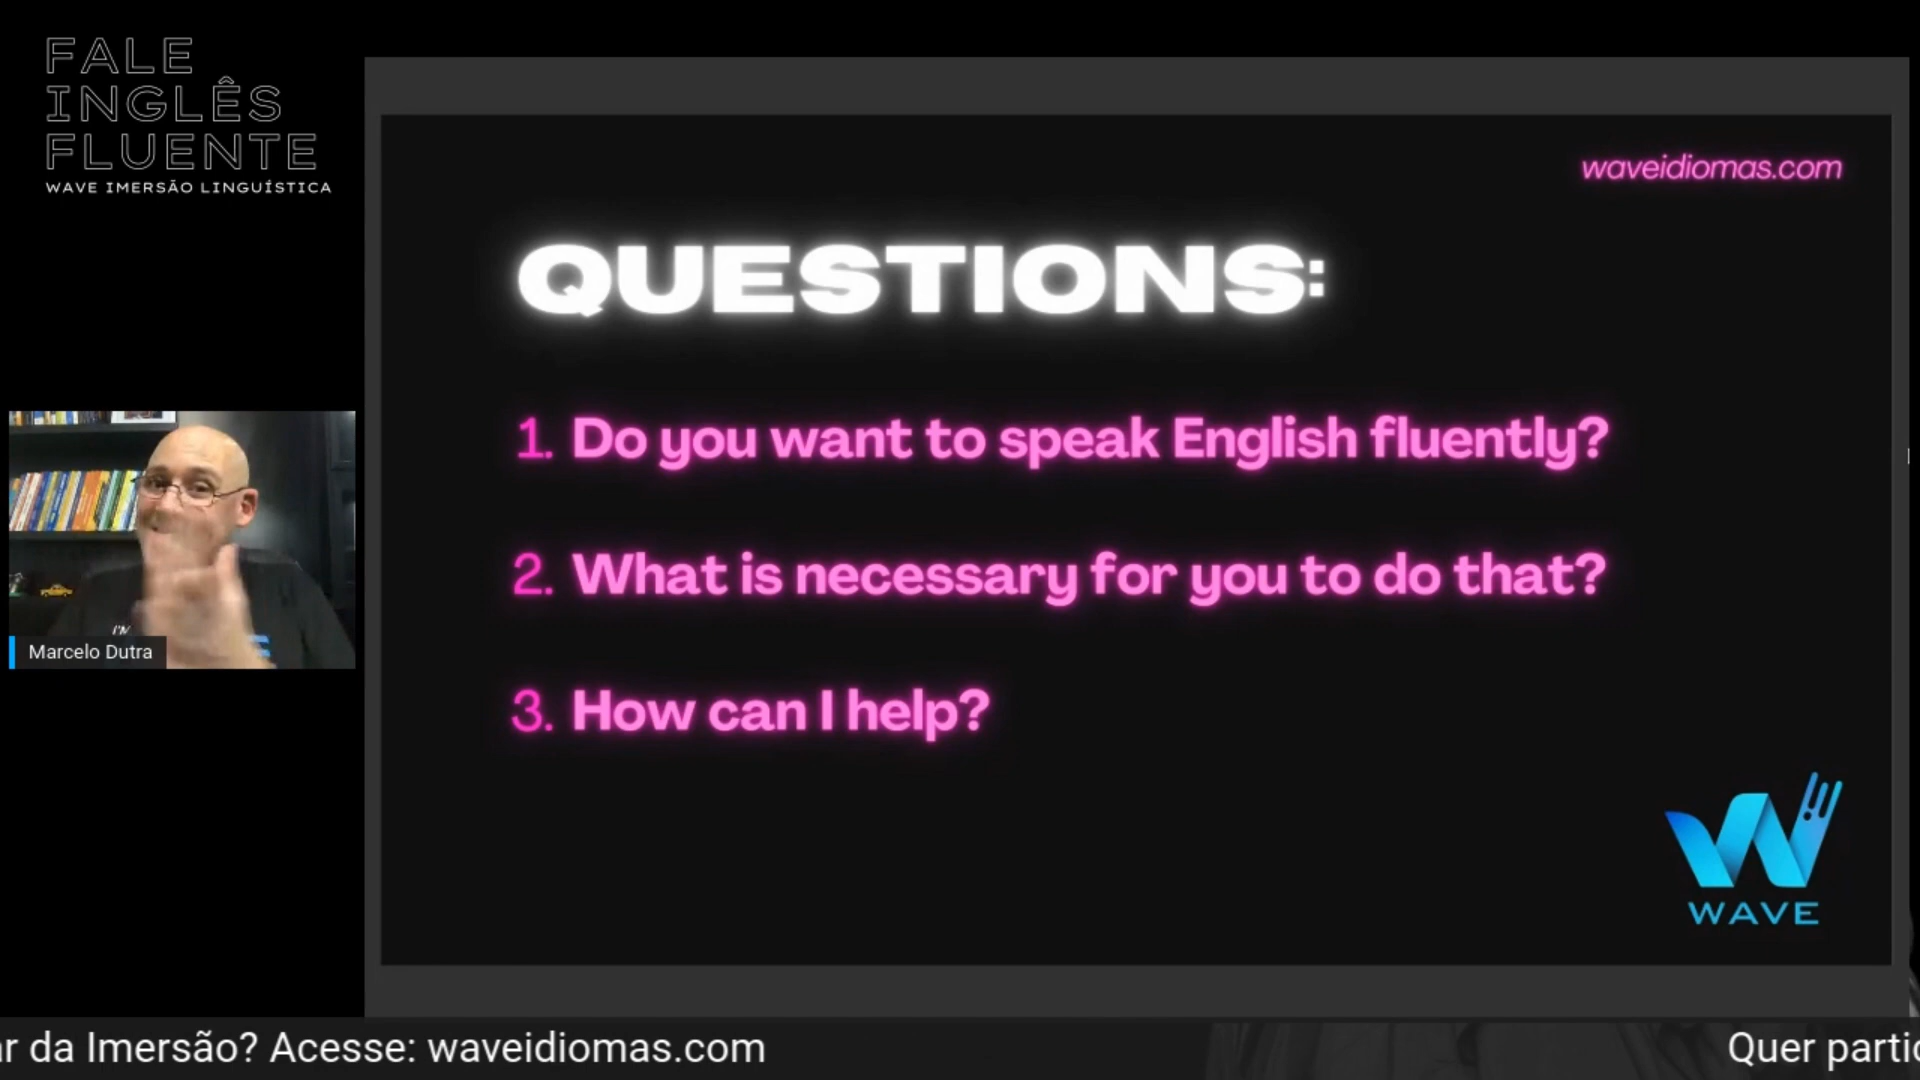 FALE
INGLÊS
FLUENTE
WAVE IMERSÃO LINGUÍSTICA
waveidiomas.com
QUESTIONS:
1. Do you want to speak English fluently?
2. What is necessary for you to do that?
3. How can I help?
I'M
Marcelo Dutra
WAVE
ar da Imersão? Acesse: waveidiomas.com
Quer partic